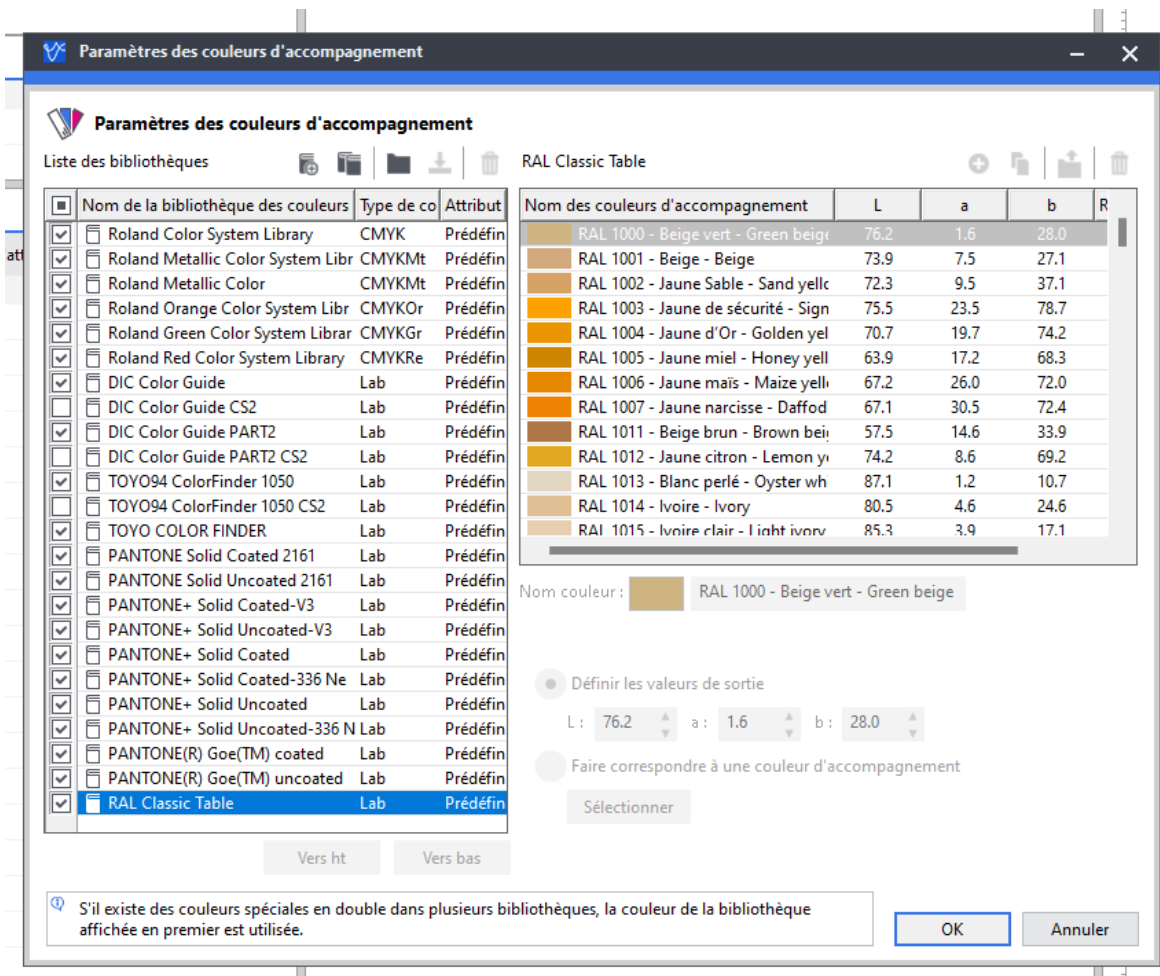 Paramètres des couleurs d'accompagnement
Paramètres des couleurs d'accompagnement
Liste des bibliothèques
Nom de la bibliothèque des couleurs Type de co Attribut
Roland Color System Library CMYK Prédéfin
Roland Metallic Color System Libr CMYKMt Prédéfin
Roland Metallic Color CMYKMt Prédéfin
Roland Orange Color System Libr CMYKOr Prédéfin
Roland Green Color System Librar CMYKGr Prédéfin
Roland Red Color System Library CMYKRe Prédéfin
DIC Color Guide Lab Prédéfin
DIC Color Guide CS2 Lab Prédéfin
DIC Color Guide PART2 Lab Prédéfin
DIC Color Guide PART2 CS2 Lab Prédéfin
TOYO94 ColorFinder 1050 Lab Prédéfin
TOYO94 ColorFinder 1050 CS2 Lab Prédéfin
TOYO COLOR FINDER Lab Prédéfin
PANTONE Solid Coated 2161 Lab Prédéfin
PANTONE Solid Uncoated 2161 Lab Prédéfin
PANTONE+ Solid Coated-V3 Lab Prédéfin
PANTONE+ Solid Uncoated-V3 Lab Prédéfin
PANTONE+ Solid Coated Lab Prédéfin
PANTONE+ Solid Coated-336 Ne Lab Prédéfin
PANTONE+ Solid Uncoated Lab Prédéfin
PANTONE+ Solid Uncoated-336 N Lab Prédéfin
PANTONE(R) Goe(TM) coated Lab Prédéfin
PANTONE(R) Goe(TM) uncoated Lab Prédéfin
RAL Classic Table Lab Prédéfin
Vers ht Vers bas
RAL Classic Table
Nom des couleurs d'accompagnement L a b R
RAL 1000 - Beige vert - Green beige 76.2 1.6 28.0
RAL 1001 - Beige - Beige 73.9 7.5 27.1
RAL 1002 - Jaune Sable - Sand yello 72.3 9.5 37.1
RAL 1003 - Jaune de sécurité - Sign 75.5 23.5 78.7
RAL 1004 - Jaune d’Or - Golden yel 70.7 19.7 74.2
RAL 1005 - Jaune miel - Honey yell 63.9 17.2 68.3
RAL 1006 - Jaune maïs - Maize yell 67.2 26.0 72.0
RAL 1007 - Jaune narcisse - Daffod 67.1 30.5 72.4
RAL 1011 - Beige brun - Brown bei 57.5 14.6 33.9
RAL 1012 - Jaune citron - Lemon y 74.2 8.6 69.2
RAL 1013 - Blanc perlé - Oyster wh 87.1 1.2 10.7
RAL 1014 - Ivoire - Ivory 80.5 4.6 24.6
RAL 1015 - Ivoire clair - Light ivory 85.3 3.9 17.1
Nom couleur : RAL 1000 - Beige vert - Green beige
Définir les valeurs de sortie
L : 76.2 a : 1.6 b : 28.0
Faire correspondre à une couleur d'accompagnement
Sélectionner
S'il existe des couleurs spéciales en double dans plusieurs bibliothèques, la couleur de la bibliothèque
affichée en premier est utilisée.
OK Annuler